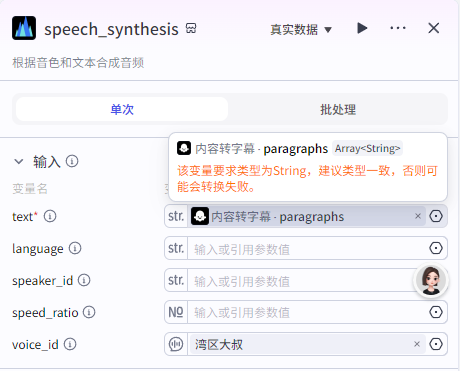 speech_synthesis 真实数据
根据音色和文本合成音频
单次 批处理
内容转字幕 · paragraphs Array<String>
该变量要求类型为String，建议类型一致，否则可
能会转换失败。
输入
变量名
text* str. 内容转字幕 · paragraphs ×
language str. 输入或引用参数值
speaker_id str. 输入或引用参数值
speed_ratio № 输入或引用参数值
voice_id 湾区大叔 ×